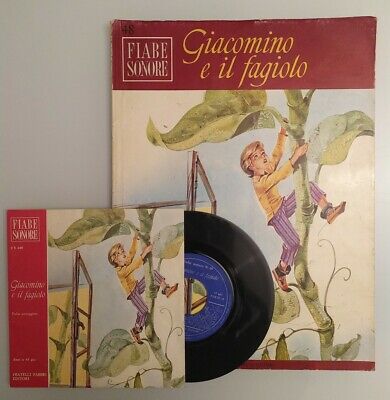 48
FIABE
SONORE
Giacomino
e il fagiolo
FIABE
SONORE
Giacomino
e il fagiolo
FRATELLI FABBRI
EDITORI